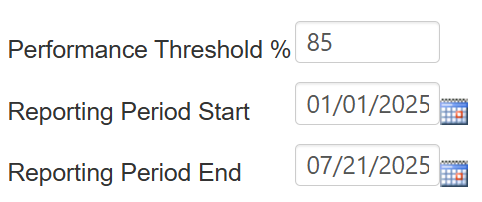 Performance Threshold % 85
Reporting Period Start 01/01/2025
Reporting Period End 07/21/2025